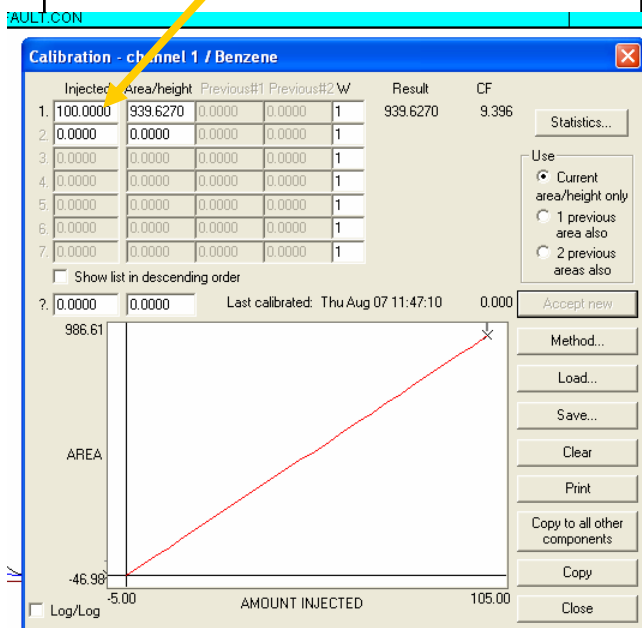 FAULT.CON
Calibration - channel 1 / Benzene
Injected Area/height Previous#1 Previous#2 W Result CF
1. 100.0000 939.6270 0.0000 0.0000 1 939.6270 9.396
2. 0.0000 0.0000 0.0000 0.0000 1
3. 0.0000 0.0000 0.0000 0.0000 1
4. 0.0000 0.0000 0.0000 0.0000 1
5. 0.0000 0.0000 0.0000 0.0000 1
6. 0.0000 0.0000 0.0000 0.0000 1
7. 0.0000 0.0000 0.0000 0.0000 1
Show list in descending order
Statistics...
Use
Current
area/height only
1 previous
area also
2 previous
areas also
?. 0.0000 0.0000 Last calibrated: Thu Aug 07 11:47:10 0.000 Accept new
986.61
AREA
-46.98
-5.00 AMOUNT INJECTED 105.00
Log/Log
Method...
Load...
Save...
Clear
Print
Copy to all other
components
Copy
Close